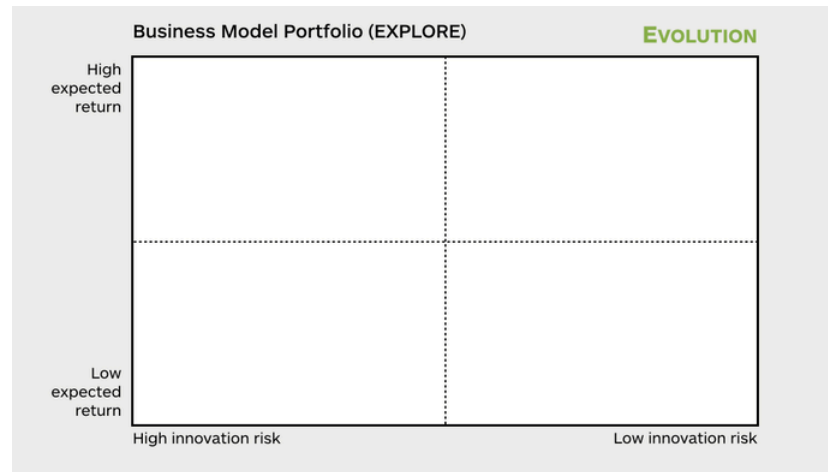 Business Model Portfolio (EXPLORE)
EVOLUTION
High
expected
return
Low
expected
return
High innovation risk
Low innovation risk